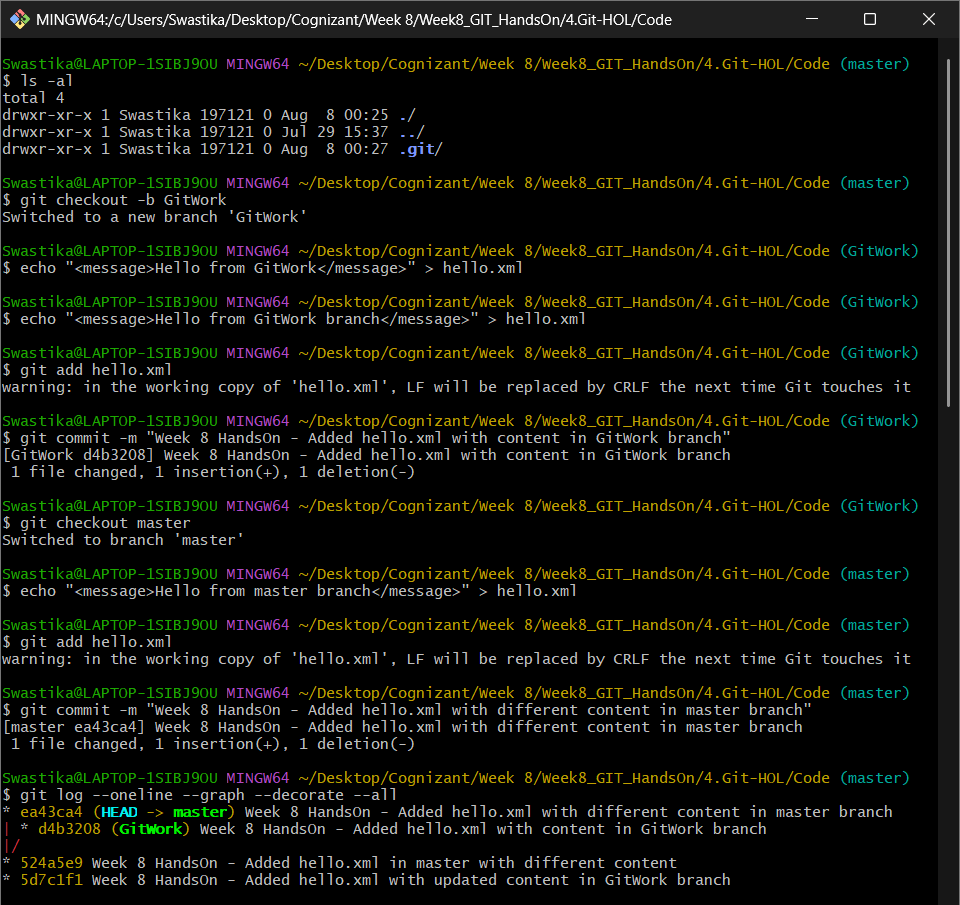 MINGW64:/c/Users/Swastika/Desktop/Cognizant/Week 8/Week8_GIT_HandsOn/4.Git-HOL/Code
Swastika@LAPTOP-1SIBJ9OU MINGW64 ~/Desktop/Cognizant/Week 8/Week8_GIT_HandsOn/4.Git-HOL/Code (master)
$ ls -al
total 4
drwxr-xr-x 1 Swastika 197121 0 Aug  8 00:25 ./
drwxr-xr-x 1 Swastika 197121 0 Jul 29 15:37 ../
drwxr-xr-x 1 Swastika 197121 0 Aug  8 00:27 .git/
Swastika@LAPTOP-1SIBJ9OU MINGW64 ~/Desktop/Cognizant/Week 8/Week8_GIT_HandsOn/4.Git-HOL/Code (master)
$ git checkout -b GitWork
Switched to a new branch 'GitWork'
Swastika@LAPTOP-1SIBJ9OU MINGW64 ~/Desktop/Cognizant/Week 8/Week8_GIT_HandsOn/4.Git-HOL/Code (GitWork)
$ echo "<message>Hello from GitWork</message>" > hello.xml
Swastika@LAPTOP-1SIBJ9OU MINGW64 ~/Desktop/Cognizant/Week 8/Week8_GIT_HandsOn/4.Git-HOL/Code (GitWork)
$ echo "<message>Hello from GitWork branch</message>" > hello.xml
Swastika@LAPTOP-1SIBJ9OU MINGW64 ~/Desktop/Cognizant/Week 8/Week8_GIT_HandsOn/4.Git-HOL/Code (GitWork)
$ git add hello.xml
warning: in the working copy of 'hello.xml', LF will be replaced by CRLF the next time Git touches it
Swastika@LAPTOP-1SIBJ9OU MINGW64 ~/Desktop/Cognizant/Week 8/Week8_GIT_HandsOn/4.Git-HOL/Code (GitWork)
$ git commit -m "Week 8 HandsOn - Added hello.xml with content in GitWork branch"
[GitWork d4b3208] Week 8 HandsOn - Added hello.xml with content in GitWork branch
 1 file changed, 1 insertion(+), 1 deletion(-)
Swastika@LAPTOP-1SIBJ9OU MINGW64 ~/Desktop/Cognizant/Week 8/Week8_GIT_HandsOn/4.Git-HOL/Code (GitWork)
$ git checkout master
Switched to branch 'master'
Swastika@LAPTOP-1SIBJ9OU MINGW64 ~/Desktop/Cognizant/Week 8/Week8_GIT_HandsOn/4.Git-HOL/Code (master)
$ echo "<message>Hello from master branch</message>" > hello.xml
Swastika@LAPTOP-1SIBJ9OU MINGW64 ~/Desktop/Cognizant/Week 8/Week8_GIT_HandsOn/4.Git-HOL/Code (master)
$ git add hello.xml
warning: in the working copy of 'hello.xml', LF will be replaced by CRLF the next time Git touches it
Swastika@LAPTOP-1SIBJ9OU MINGW64 ~/Desktop/Cognizant/Week 8/Week8_GIT_HandsOn/4.Git-HOL/Code (master)
$ git commit -m "Week 8 HandsOn - Added hello.xml with different content in master branch"
[master ea43ca4] Week 8 HandsOn - Added hello.xml with different content in master branch
 1 file changed, 1 insertion(+), 1 deletion(-)
Swastika@LAPTOP-1SIBJ9OU MINGW64 ~/Desktop/Cognizant/Week 8/Week8_GIT_HandsOn/4.Git-HOL/Code (master)
$ git log --oneline --graph --decorate --all
* ea43ca4 (HEAD -> master) Week 8 HandsOn - Added hello.xml with different content in master branch
| * d4b3208 (GitWork) Week 8 HandsOn - Added hello.xml with content in GitWork branch
|/
* 524a5e9 Week 8 HandsOn - Added hello.xml in master with different content
* 5d7c1f1 Week 8 HandsOn - Added hello.xml with updated content in GitWork branch